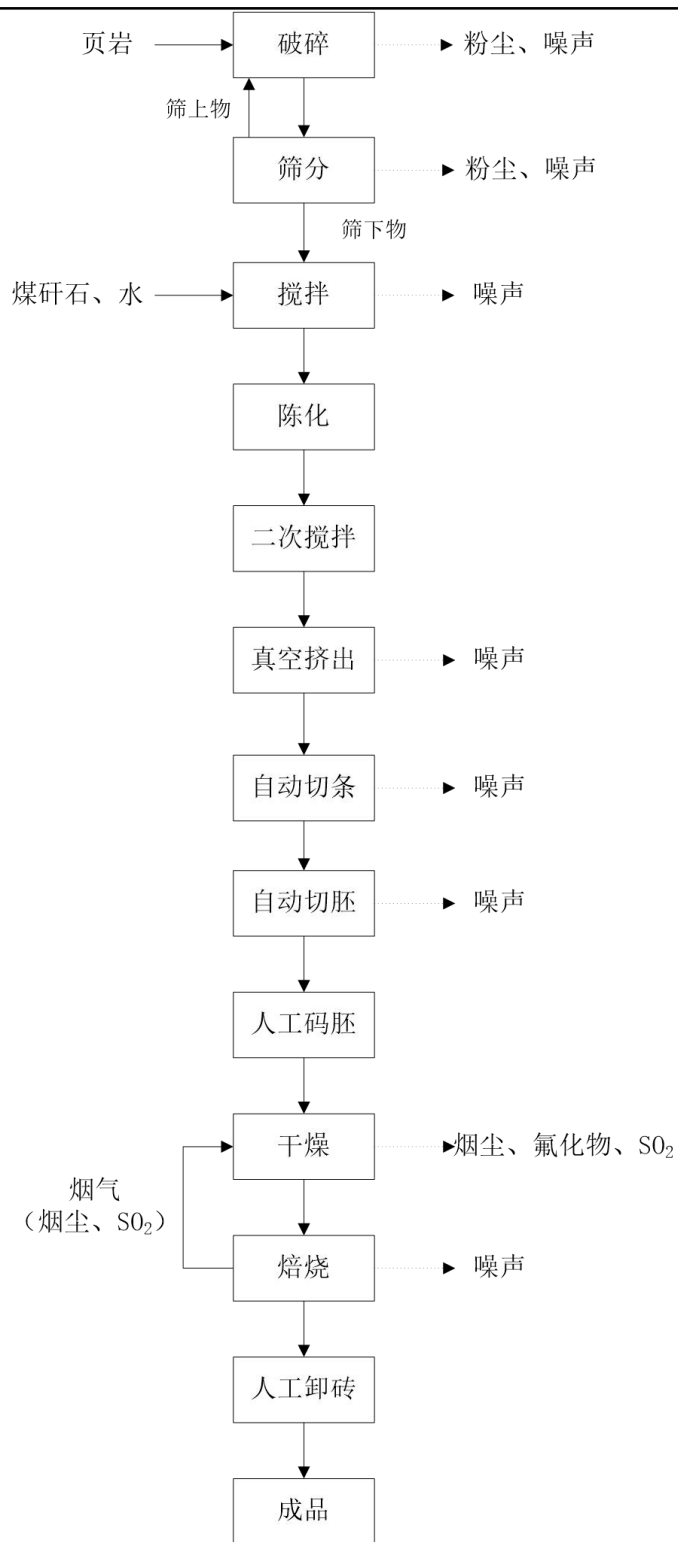 页岩 破碎 粉尘、噪声
筛上物
筛分 粉尘、噪声
筛下物
煤矸石、水 搅拌 噪声
陈化
二次搅拌
真空挤出 噪声
自动切条 噪声
自动切胚 噪声
人工码胚
干燥 烟尘、氟化物、SO₂
烟气
（烟尘、SO₂）
焙烧 噪声
人工卸砖
成品